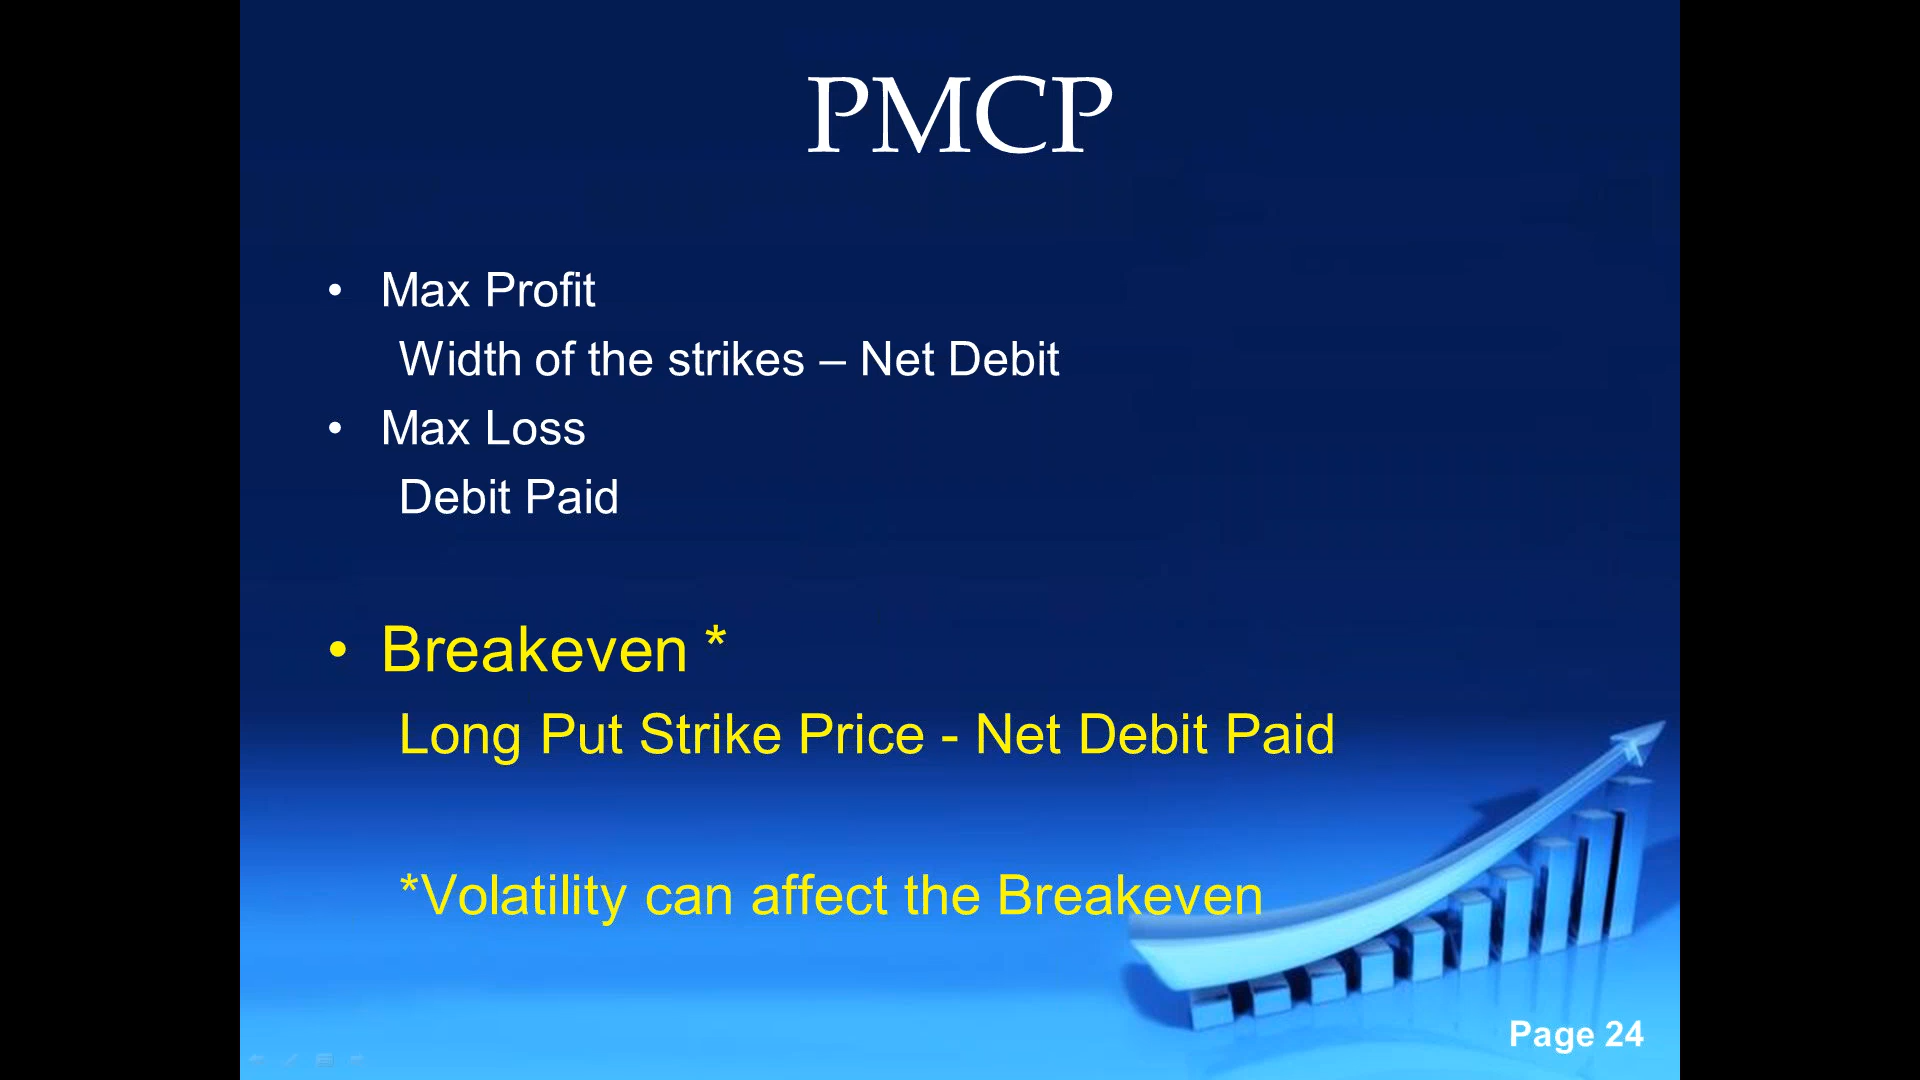 PMCP
• Max Profit
Width of the strikes – Net Debit
• Max Loss
Debit Paid
• Breakeven *
Long Put Strike Price - Net Debit Paid
*Volatility can affect the Breakeven
Page 24